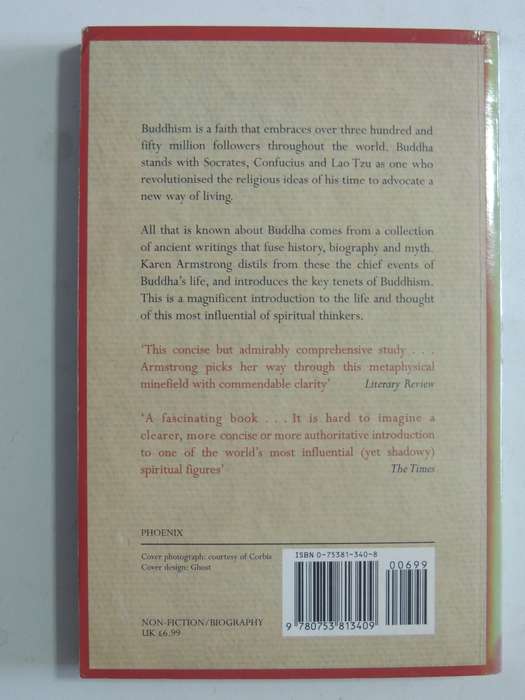 Buddhism is a faith that embraces over three hundred and
fifty million followers throughout the world. Buddha
stands with Socrates, Confucius and Lao Tzu as one who
revolutionised the religious ideas of his time to advocate a
new way of living.
All that is known about Buddha comes from a collection
of ancient writings that fuse history, biography and myth.
Karen Armstrong distils from these the chief events of
Buddha's life, and introduces the key tenets of Buddhism.
This is a magnificent introduction to the life and thought
of this most influential of spiritual thinkers.
'This concise but admirably comprehensive study . . .
Armstrong picks her way through this metaphysical
minefield with commendable clarity' Literary Review
'A fascinating book . . . It is hard to imagine a
clearer, more concise or more authoritative introduction
to one of the world's most influential (yet shadowy)
spiritual figures' The Times
PHOENIX
Cover photograph: courtesy of Corbis
Cover design: Ghost
NON-FICTION/BIOGRAPHY
UK £6.99
ISBN 0-75381-340-8
00699
9 780753 813409